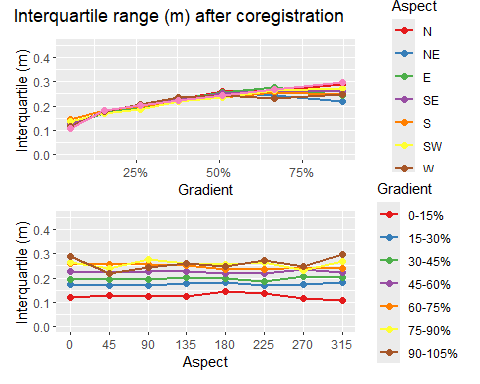 Interquartile range (m) after coregistration
Interquartile (m)
0.4
0.3
0.2
0.1
0.0
25%
50%
75%
Gradient
Aspect
N
NE
E
SE
S
SW
W
Interquartile (m)
0.4
0.3
0.2
0.1
0.0
0
45
90
135
180
225
270
315
Aspect
Gradient
0-15%
15-30%
30-45%
45-60%
60-75%
75-90%
90-105%